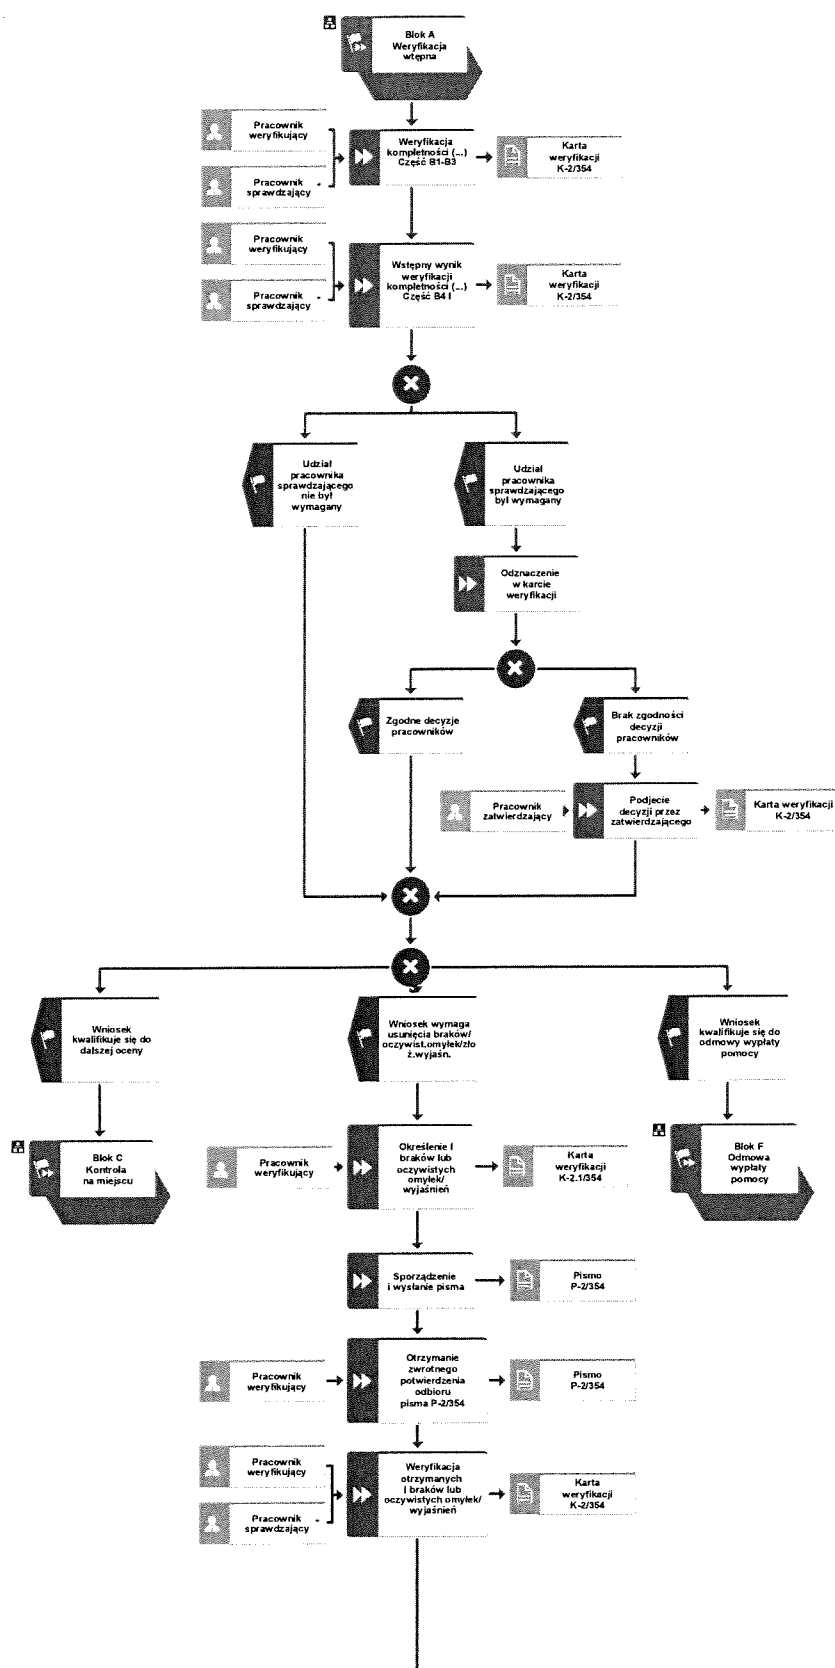 Blok A
Weryfikacja
wtępna
Pracownik
weryfikujący
Pracownik
sprawdzający
Weryfikacja
kompletności (...)
Część B1-B3
Karta
weryfikacji
K-2/354
Pracownik
weryfikujący
Pracownik
sprawdzający
Wstępny wynik
weryfikacji
kompletności (...)
Część B4 I
Karta
weryfikacji
K-2/354
Udział
pracownika
sprawdzającego
nie był
wymagany
Udział
pracownika
sprawdzającego
był wymagany
Odznaczenie
w karcie
weryfikacji
Zgodne decyzje
pracowników
Brak zgodności
decyzji
pracowników
Pracownik
zatwierdzający
Podjecie
decyzji przez
zatwierdzającego
Karta weryfikacji
K-2/354
Wniosek
kwalifikuje się do
dalszej oceny
Wniosek wymaga
usunięcia braków/
oczywist.omyłek/zło
ż.wyjaśn.
Wniosek
kwalifikuje się do
odmowy wypłaty
pomocy
Blok C
Kontrola
na miejscu
Pracownik
weryfikujący
Określenie I
braków lub
oczywistych
omyłek/
wyjaśnień
Karta
weryfikacji
K-2.1/354
Blok F
Odmowa
wypłaty
pomocy
Sporządzenie
i wysłanie pisma
Pismo
P-2/354
Pracownik
weryfikujący
Otrzymanie
zwrotnego
potwierdzenia
odbioru
pisma P-2/354
Pismo
P-2/354
Pracownik
weryfikujący
Pracownik
sprawdzający
Weryfikacja
otrzymanych
I braków lub
oczywistych omyłek/
wyjaśnień
Karta
weryfikacji
K-2/354